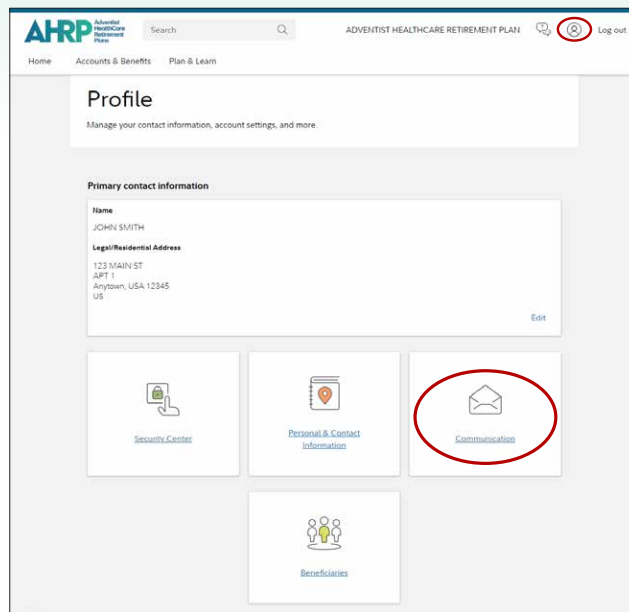 AHRP
Adventist
HealthCare
Retirement
Plans
Search
ADVENTIST HEALTHCARE RETIREMENT PLAN
Log out
Home
Accounts & Benefits
Plan & Learn
Profile
Manage your contact information, account settings, and more.
Primary contact information
Name
JOHN SMITH
Legal/Residential Address
123 MAIN ST
APT 1
Anytown, USA 12345
US
Edit
Security Center
Personal & Contact
Information
Communication
Beneficiaries